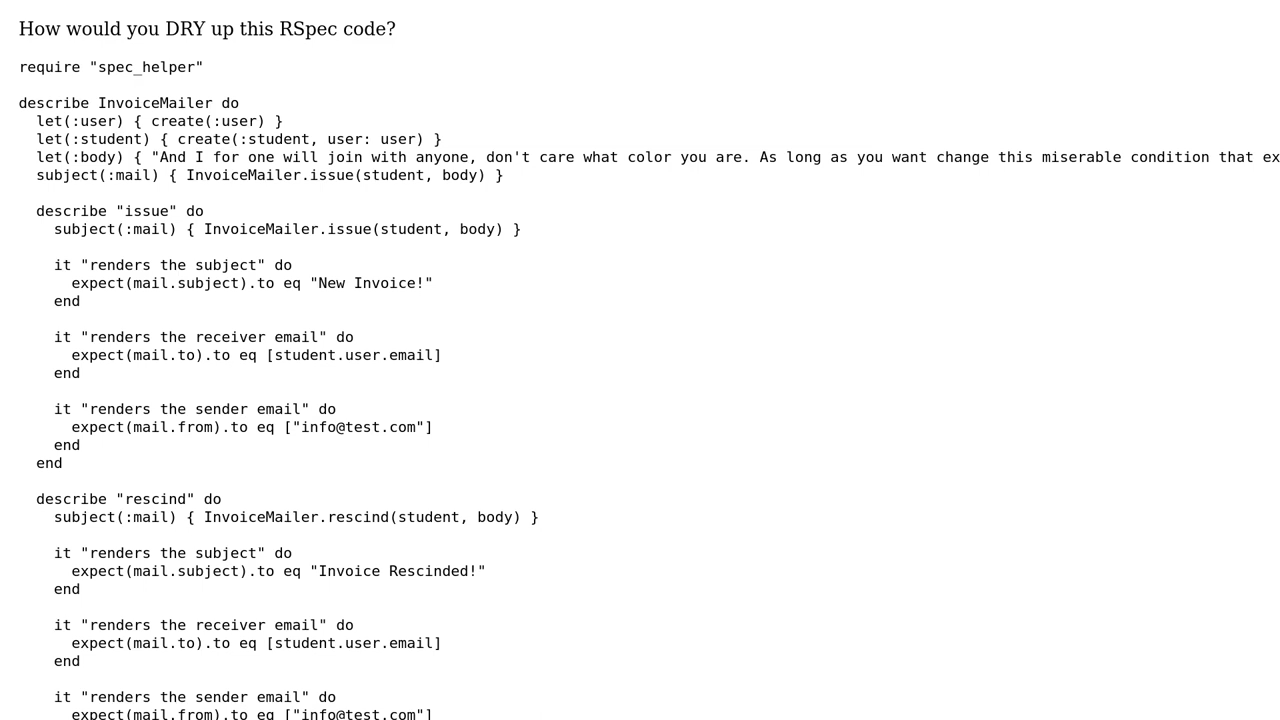 How would you DRY up this RSpec code?
require "spec_helper"
describe InvoiceMailer do
  let(:user) { create(:user) }
  let(:student) { create(:student, user: user) }
  let(:body) { "And I for one will join with anyone, don't care what color you are. As long as you want change this miserable condition that ex
  subject(:mail) { InvoiceMailer.issue(student, body) }
  describe "issue" do
    subject(:mail) { InvoiceMailer.issue(student, body) }
    it "renders the subject" do
      expect(mail.subject).to eq "New Invoice!"
    end
    it "renders the receiver email" do
      expect(mail.to).to eq [student.user.email]
    end
    it "renders the sender email" do
      expect(mail.from).to eq ["info@test.com"]
    end
  end
  describe "rescind" do
    subject(:mail) { InvoiceMailer.rescind(student, body) }
    it "renders the subject" do
      expect(mail.subject).to eq "Invoice Rescinded!"
    end
    it "renders the receiver email" do
      expect(mail.to).to eq [student.user.email]
    end
    it "renders the sender email" do
      expect(mail.from).to eq ["info@test.com"]